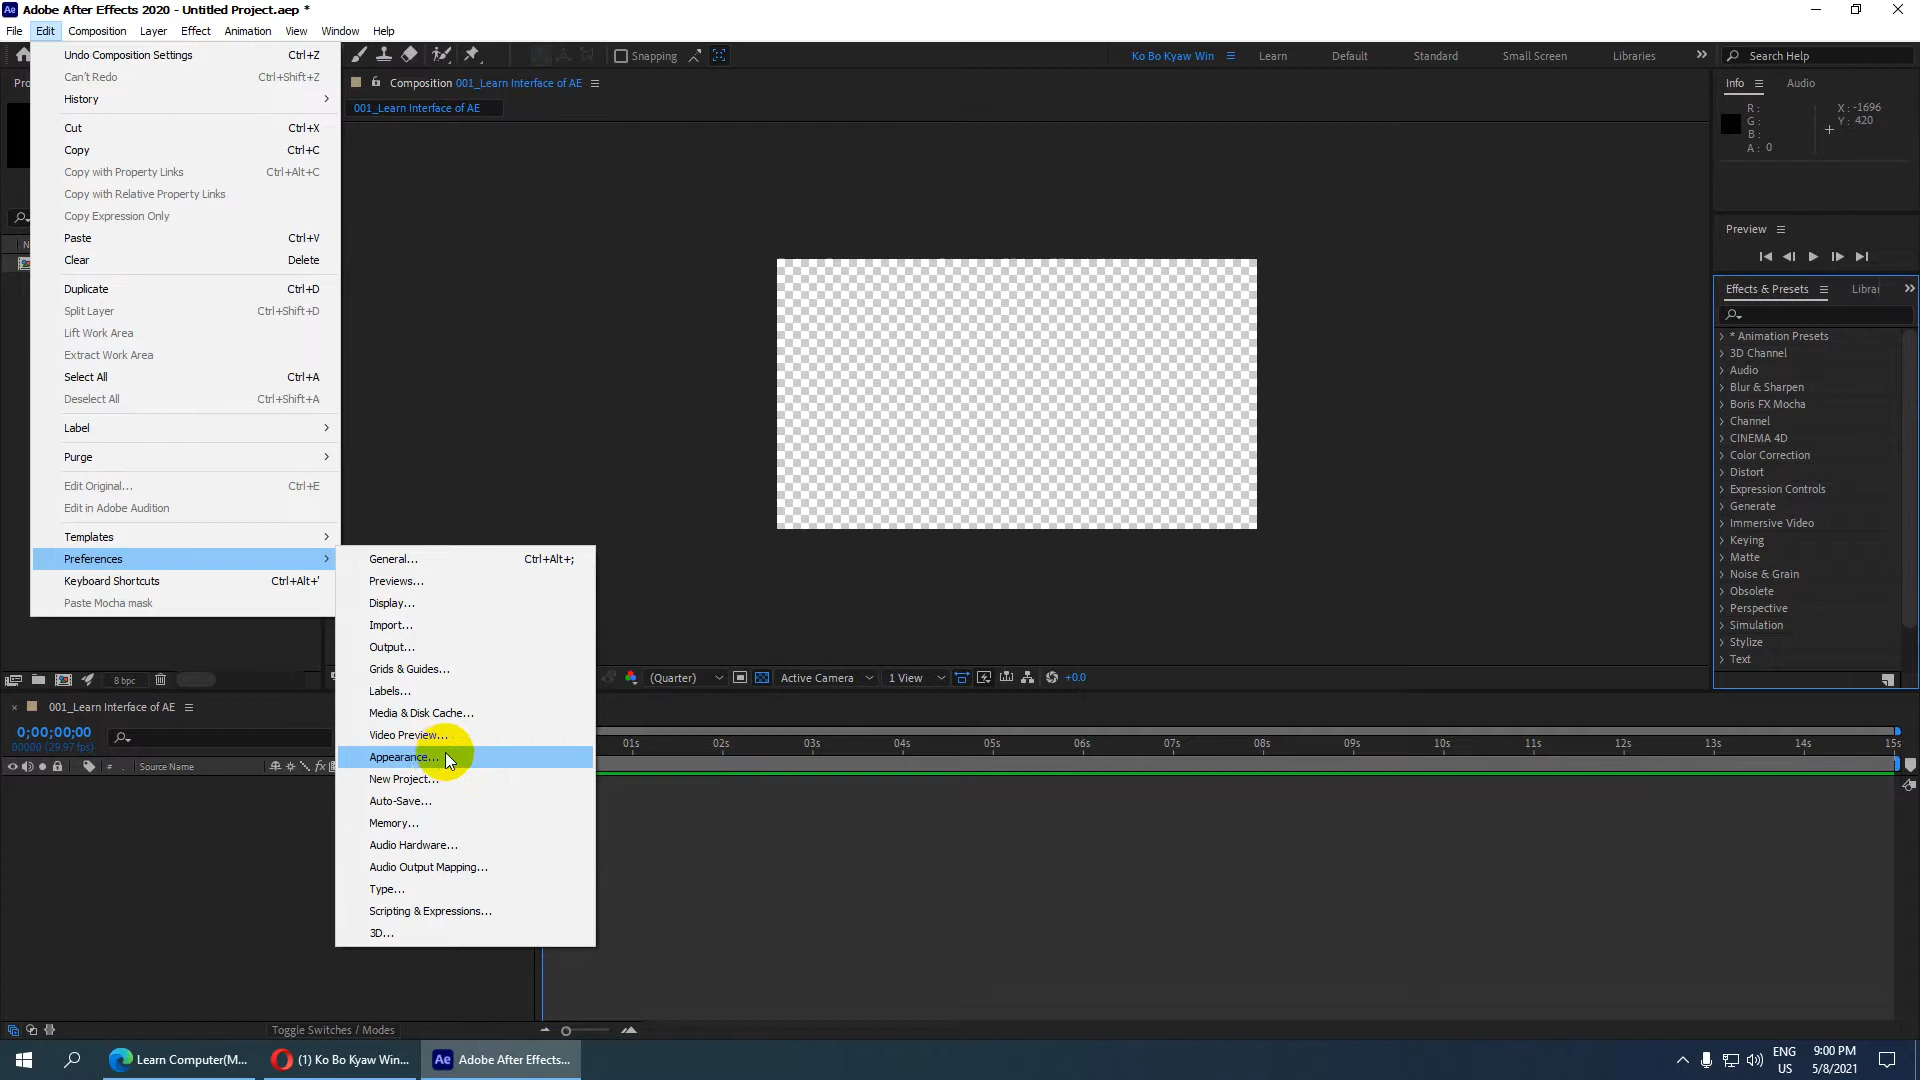 Adobe After Effects 2020 - Untitled Project.aep *
File Edit Composition Layer Effect Animation View Window Help
Snapping
Ko Bo Kyaw Win Learn Default Standard Small Screen Libraries Search Help
Undo Composition Settings Ctrl+Z
Can't Redo Ctrl+Shift+Z
History
Cut Ctrl+X
Copy Ctrl+C
Copy with Property Links Ctrl+Alt+C
Copy with Relative Property Links
Copy Expression Only
Paste Ctrl+V
Clear Delete
Duplicate Ctrl+D
Split Layer Ctrl+Shift+D
Lift Work Area
Extract Work Area
Select All Ctrl+A
Deselect All Ctrl+Shift+A
Label
Purge
Edit Original... Ctrl+E
Edit in Adobe Audition
Templates
Preferences
Keyboard Shortcuts Ctrl+Alt+'
Paste Mocha mask
General... Ctrl+Alt+;
Previews...
Display...
Import...
Output...
Grids & Guides...
Labels...
Media & Disk Cache...
Video Preview...
Appearance...
New Project...
Auto-Save...
Memory...
Audio Hardware...
Audio Output Mapping...
Type...
Scripting & Expressions...
3D...
Composition 001_Learn Interface of AE
001_Learn Interface of AE
Info Audio
R :
G :
B :
A : 0
X : -1696
Y : 420
Preview
Effects & Presets Librar
* Animation Presets
3D Channel
Audio
Blur & Sharpen
Boris FX Mocha
Channel
CINEMA 4D
Color Correction
Distort
Expression Controls
Generate
Immersive Video
Keying
Matte
Noise & Grain
Obsolete
Perspective
Simulation
Stylize
Text
8 bpc
(Quarter) Active Camera 1 View +0.0
001_Learn Interface of AE
0;00;00;00
00000 (29.97 fps)
# . Source Name
01s 02s 03s 04s 05s 06s 07s 08s 09s 10s 11s 12s 13s 14s 15s
Toggle Switches / Modes
Learn Computer(M... (1) Ko Bo Kyaw Win... Adobe After Effects...
ENG
US
9:00 PM
5/8/2021